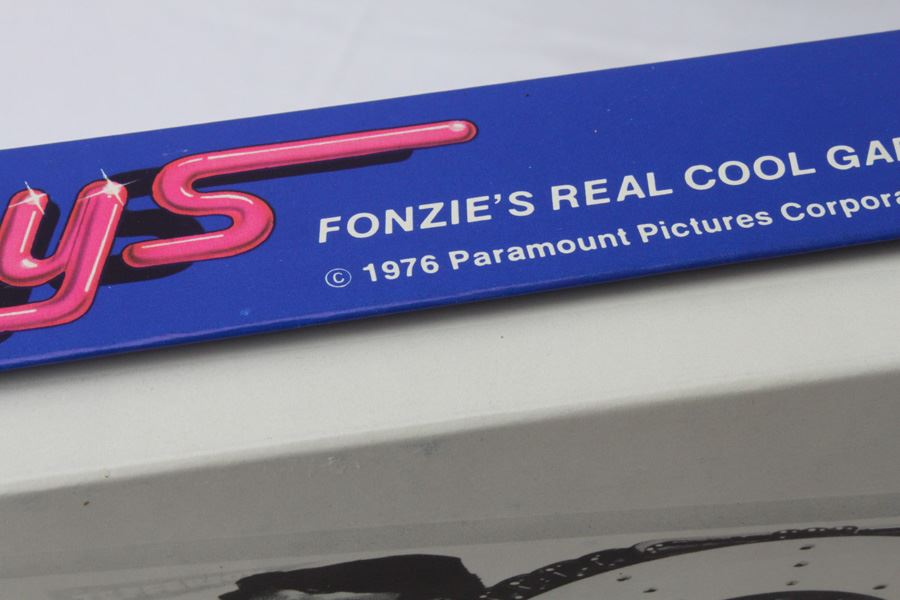 ys
FONZIE'S REAL COOL GA
© 1976 Paramount Pictures Corpora